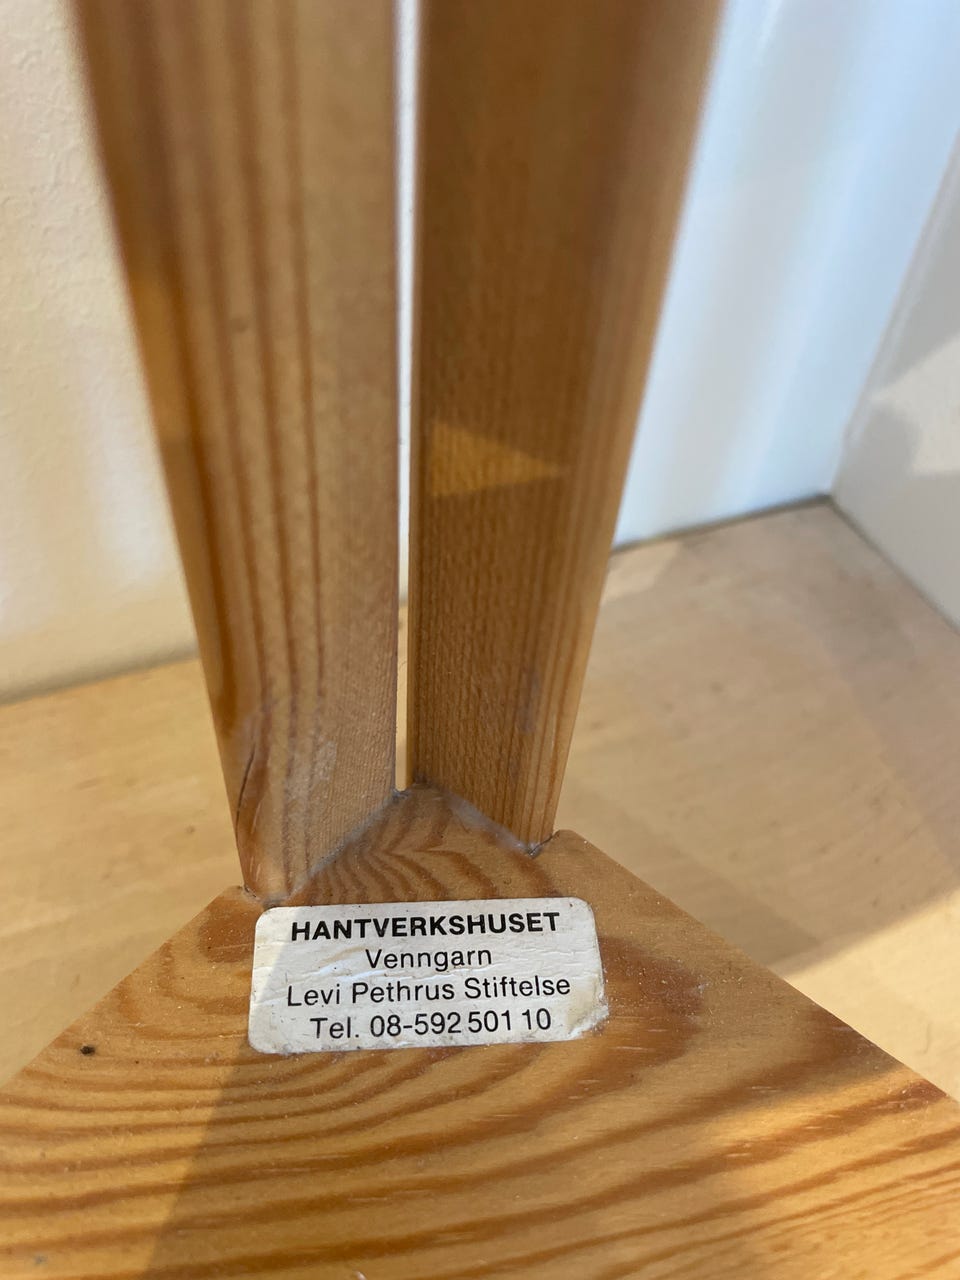 HANTVERKSHUSET
Venngarn
Levi Pethrus Stiftelse
Tel. 08-592 501 10